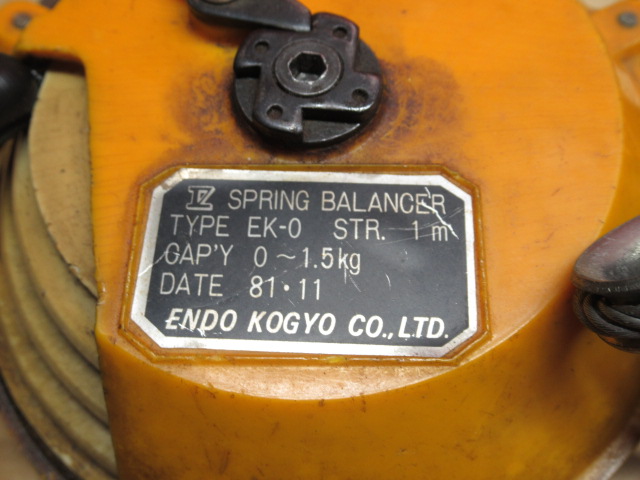 SPRING BALANCER
TYPE EK-0 STR. 1m
CAP'Y 0~1.5kg
DATE 81·11
ENDO KOGYO CO.,LTD.